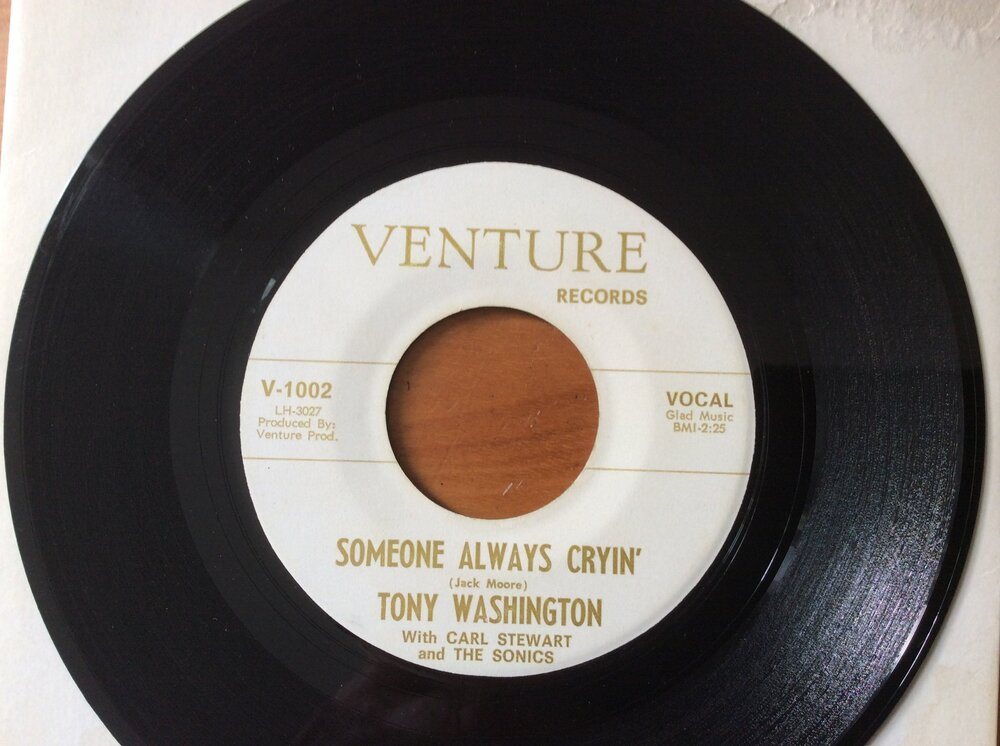 VENTURE
RECORDS
V-1002
LH-3027
Produced By:
Venture Prod.
VOCAL
Glad Music
BMI-2:25
SOMEONE ALWAYS CRYIN'
(Jack Moore)
TONY WASHINGTON
With CARL STEWART
and THE SONICS